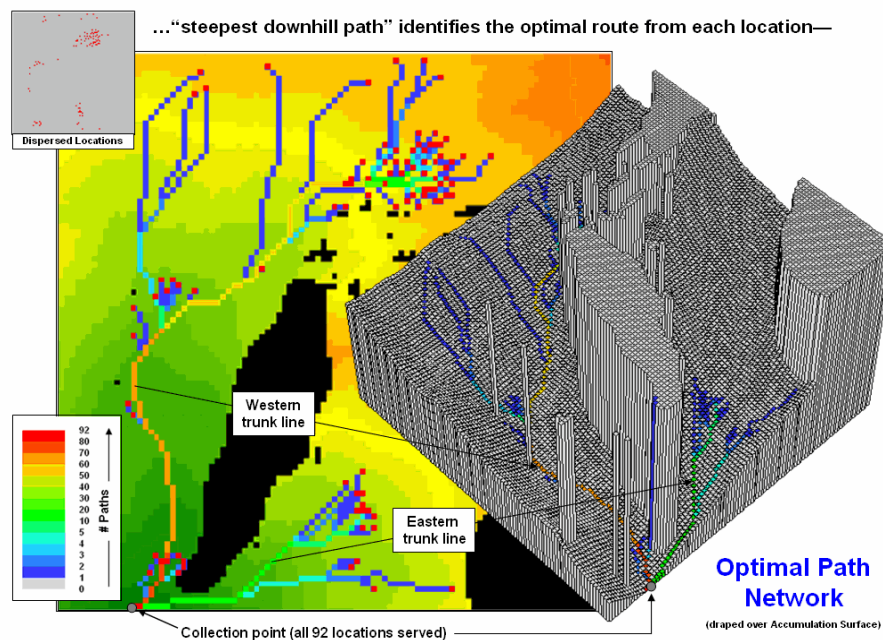 …“steepest downhill path” identifies the optimal route from each location—
Dispersed Locations
Western
trunk line
92
80
70
60
50
40
30
20
10
5
4
3
2
1
0
# Paths
Eastern
trunk line
Optimal Path
Network
(draped over Accumulation Surface)
Collection point (all 92 locations served)